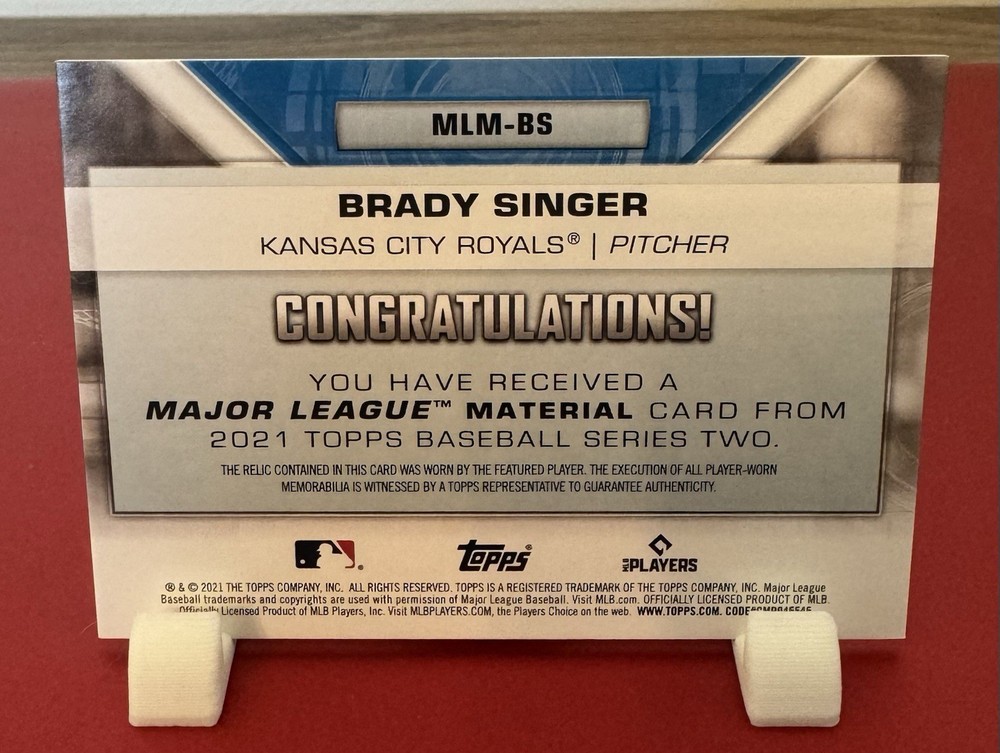 MLM-BS
BRADY SINGER
KANSAS CITY ROYALS® | PITCHER
CONGRATULATIONS!
YOU HAVE RECEIVED A
MAJOR LEAGUE™ MATERIAL CARD FROM
2021 TOPPS BASEBALL SERIES TWO.
THE RELIC CONTAINED IN THIS CARD WAS WORN BY THE FEATURED PLAYER. THE EXECUTION OF ALL PLAYER-WORN
MEMORABILIA IS WITNESSED BY A TOPPS REPRESENTATIVE TO GUARANTEE AUTHENTICITY.
topps® MLB PLAYERS
® & © 2021 THE TOPPS COMPANY, INC. ALL RIGHTS RESERVED. TOPPS IS A REGISTERED TRADEMARK OF THE TOPPS COMPANY, INC. Major League
Baseball trademarks and copyrights are used with permission of Major League Baseball. Visit MLB.com. OFFICIALLY LICENSED PRODUCT OF MLB.
Officially Licensed Product of MLB Players, Inc. Visit MLBPLAYERS.COM, the Players Choice on the web. WWW.TOPPS.COM.